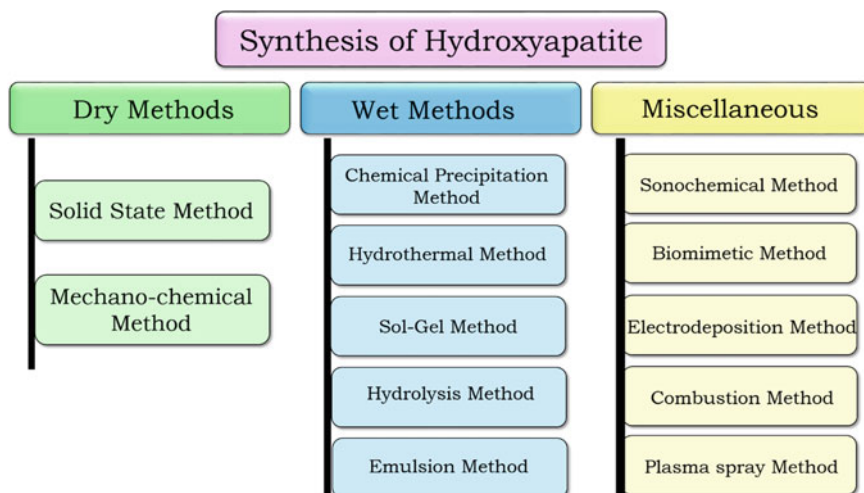 Synthesis of Hydroxyapatite
Dry Methods
Solid State Method
Mechano-chemical
Method
Wet Methods
Chemical Precipitation
Method
Hydrothermal Method
Sol-Gel Method
Hydrolysis Method
Emulsion Method
Miscellaneous
Sonochemical Method
Biomimetic Method
Electrodeposition Method
Combustion Method
Plasma spray Method